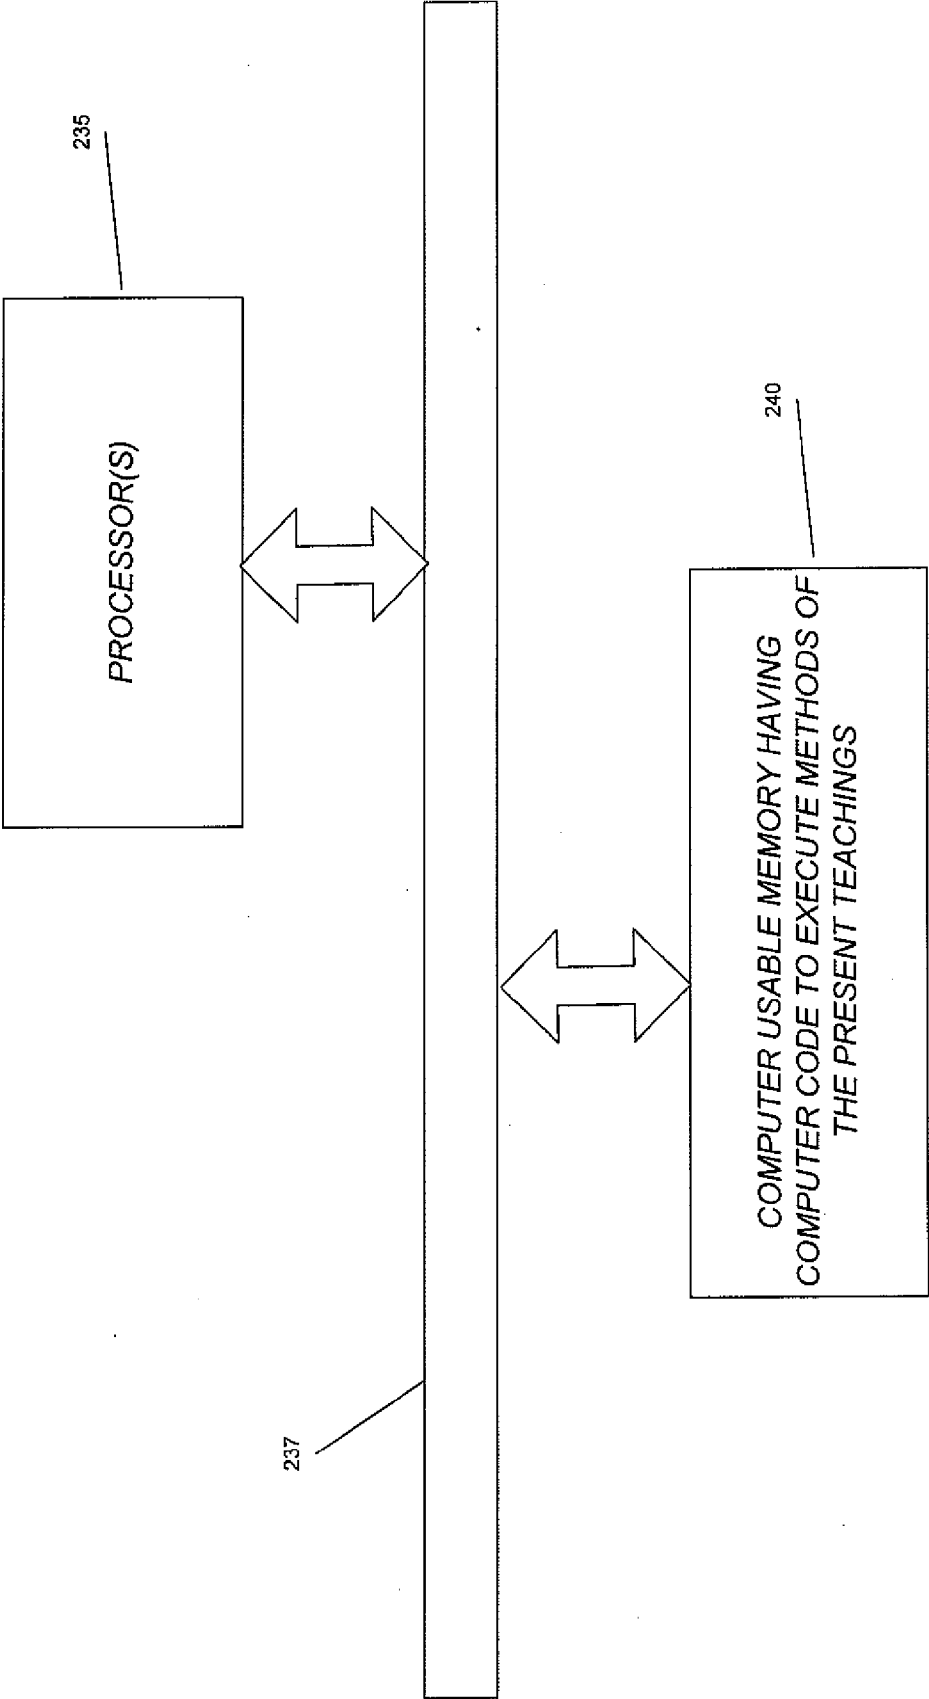 235
PROCESSOR(S)
237
240
COMPUTER USABLE MEMORY HAVING
COMPUTER CODE TO EXECUTE METHODS OF
THE PRESENT TEACHINGS